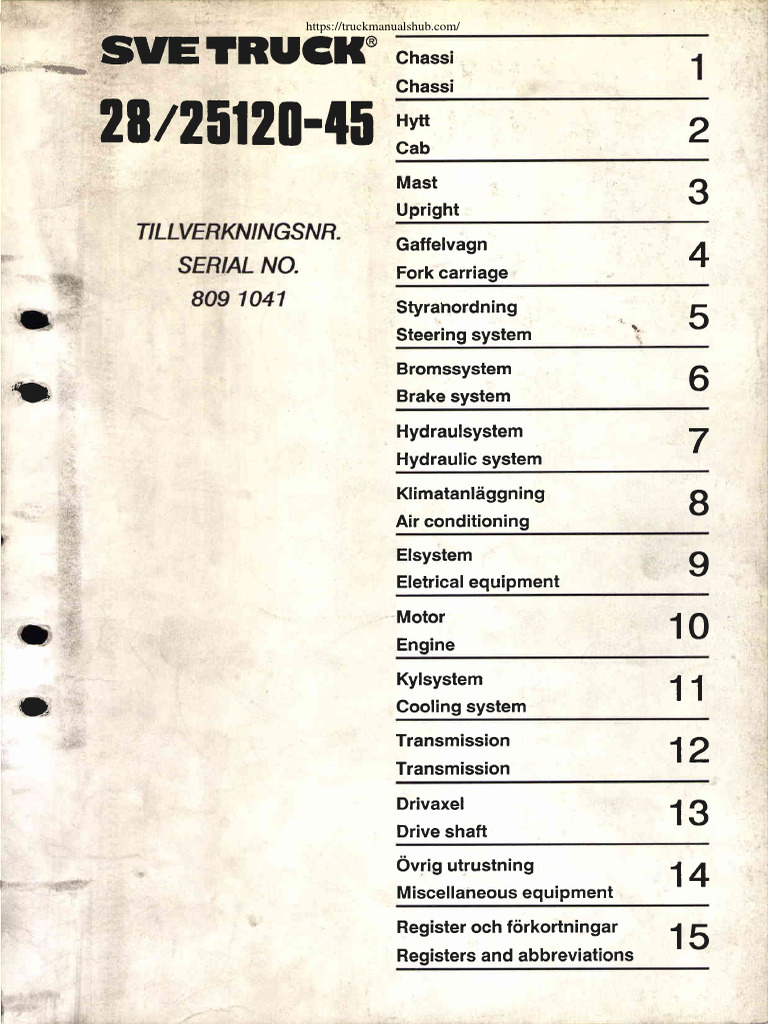 https://truckmanualshub.com/
SVE TRUCK®
28/25120-45
TILLVERKNINGSNR.
SERIAL NO.
809 1041
Chassi
Chassi
1
Hytt
Cab
2
Mast
Upright
3
Gaffelvagn
Fork carriage
4
Styranordning
Steering system
5
Bromssystem
Brake system
6
Hydraulsystem
Hydraulic system
7
Klimatanläggning
Air conditioning
8
Elsystem
Eletrical equipment
9
Motor
Engine
10
Kylsystem
Cooling system
11
Transmission
Transmission
12
Drivaxel
Drive shaft
13
Övrig utrustning
Miscellaneous equipment
14
Register och förkortningar
Registers and abbreviations
15